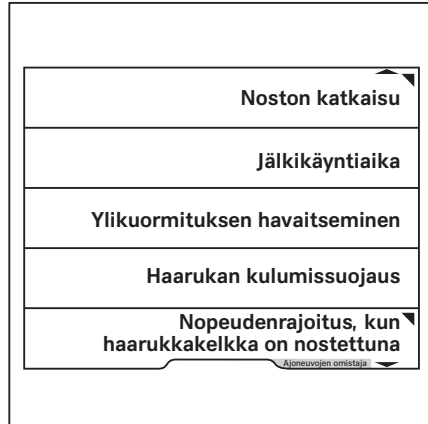 Noston katkaisu
Jälkikäyntiaika
Ylikuormituksen havaitseminen
Haarukan kulumissuojaus
Nopeudenrajoitus, kun
haarukkakelkka on nostettuna
Ajoneuvojen omistaja